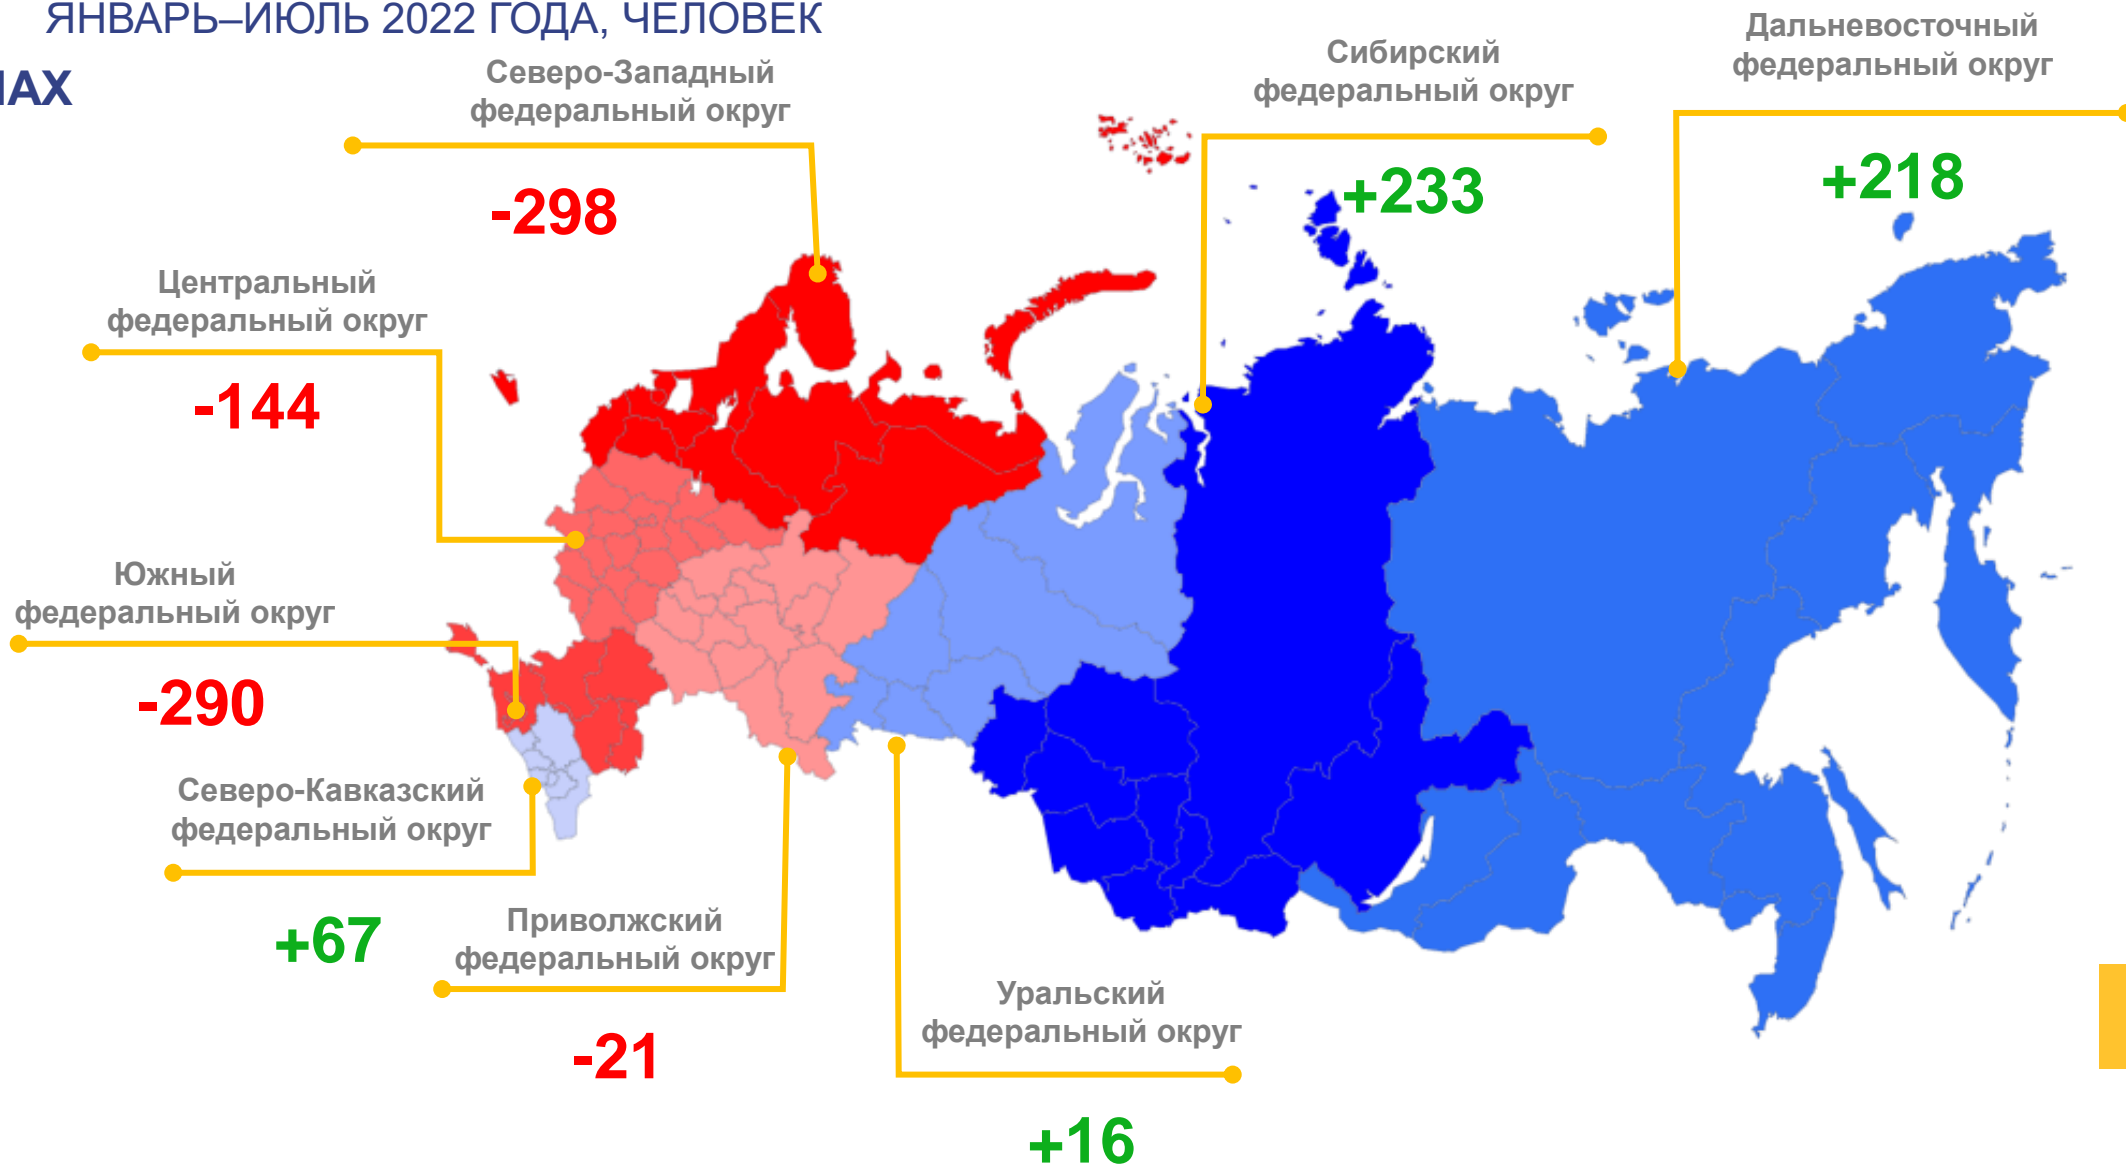 ЯНВАРЬ–ИЮЛЬ 2022 ГОДА, ЧЕЛОВЕК
Северо-Западный
федеральный округ
-298
Сибирский
федеральный округ
+233
Дальневосточный
федеральный округ
+218
Центральный
федеральный округ
-144
Южный
федеральный округ
-290
Северо-Кавказский
федеральный округ
+67
Приволжский
федеральный округ
-21
Уральский
федеральный округ
+16